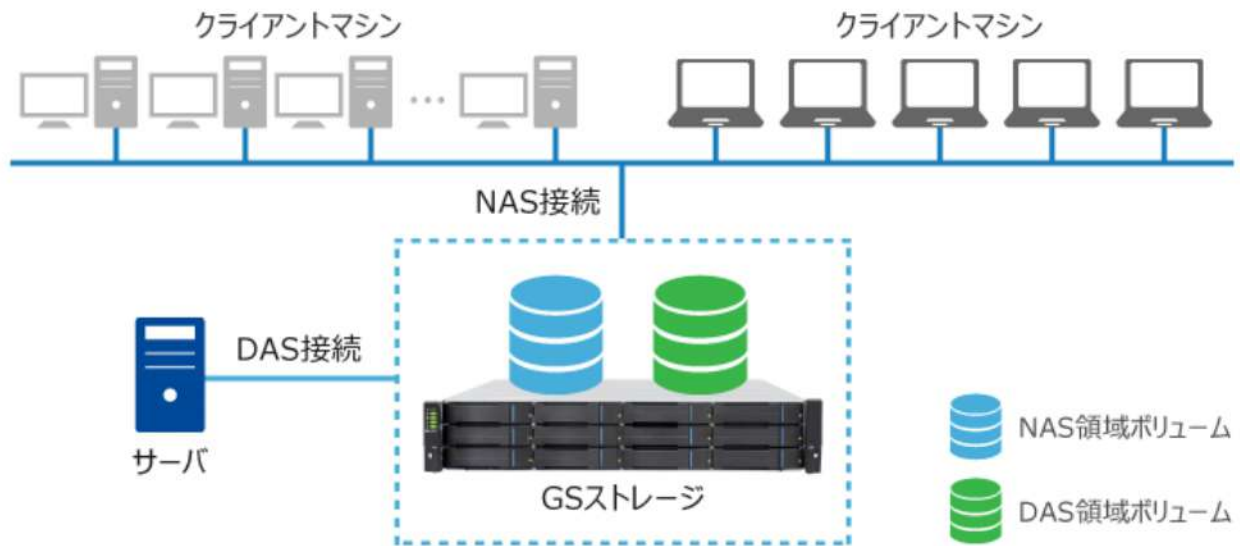 クライアントマシン
クライアントマシン
NAS接続
DAS接続
サーバ
GSストレージ
NAS領域ボリューム
DAS領域ボリューム